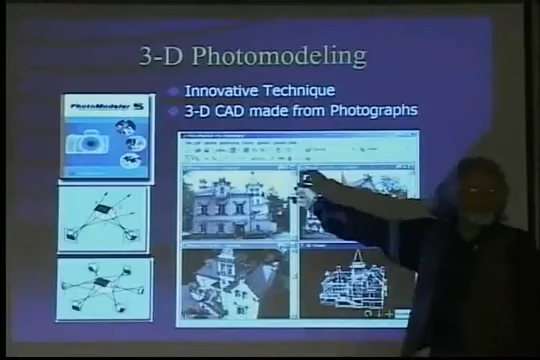 3-D Photomodeling
Innovative Technique
3-D CAD made from Photographs
PhotoModeler 5